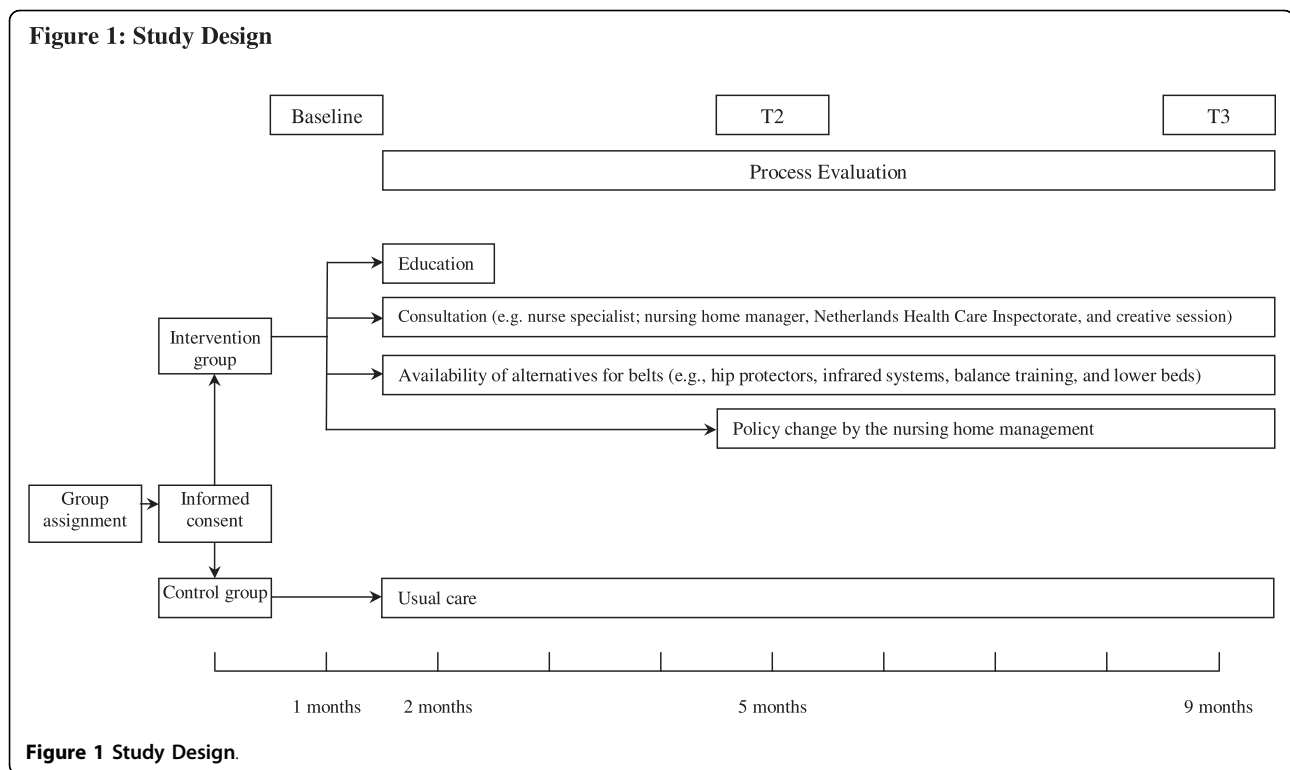 Figure 1: Study Design
Baseline
T2
T3
Process Evaluation
Education
Consultation (e.g. nurse specialist; nursing home manager, Netherlands Health Care Inspectorate, and creative session)
Intervention
group
Availability of alternatives for belts (e.g., hip protectors, infrared systems, balance training, and lower beds)
Policy change by the nursing home management
Group
assignment
Informed
consent
Control group
Usual care
1 months
2 months
5 months
9 months
Figure 1 Study Design.